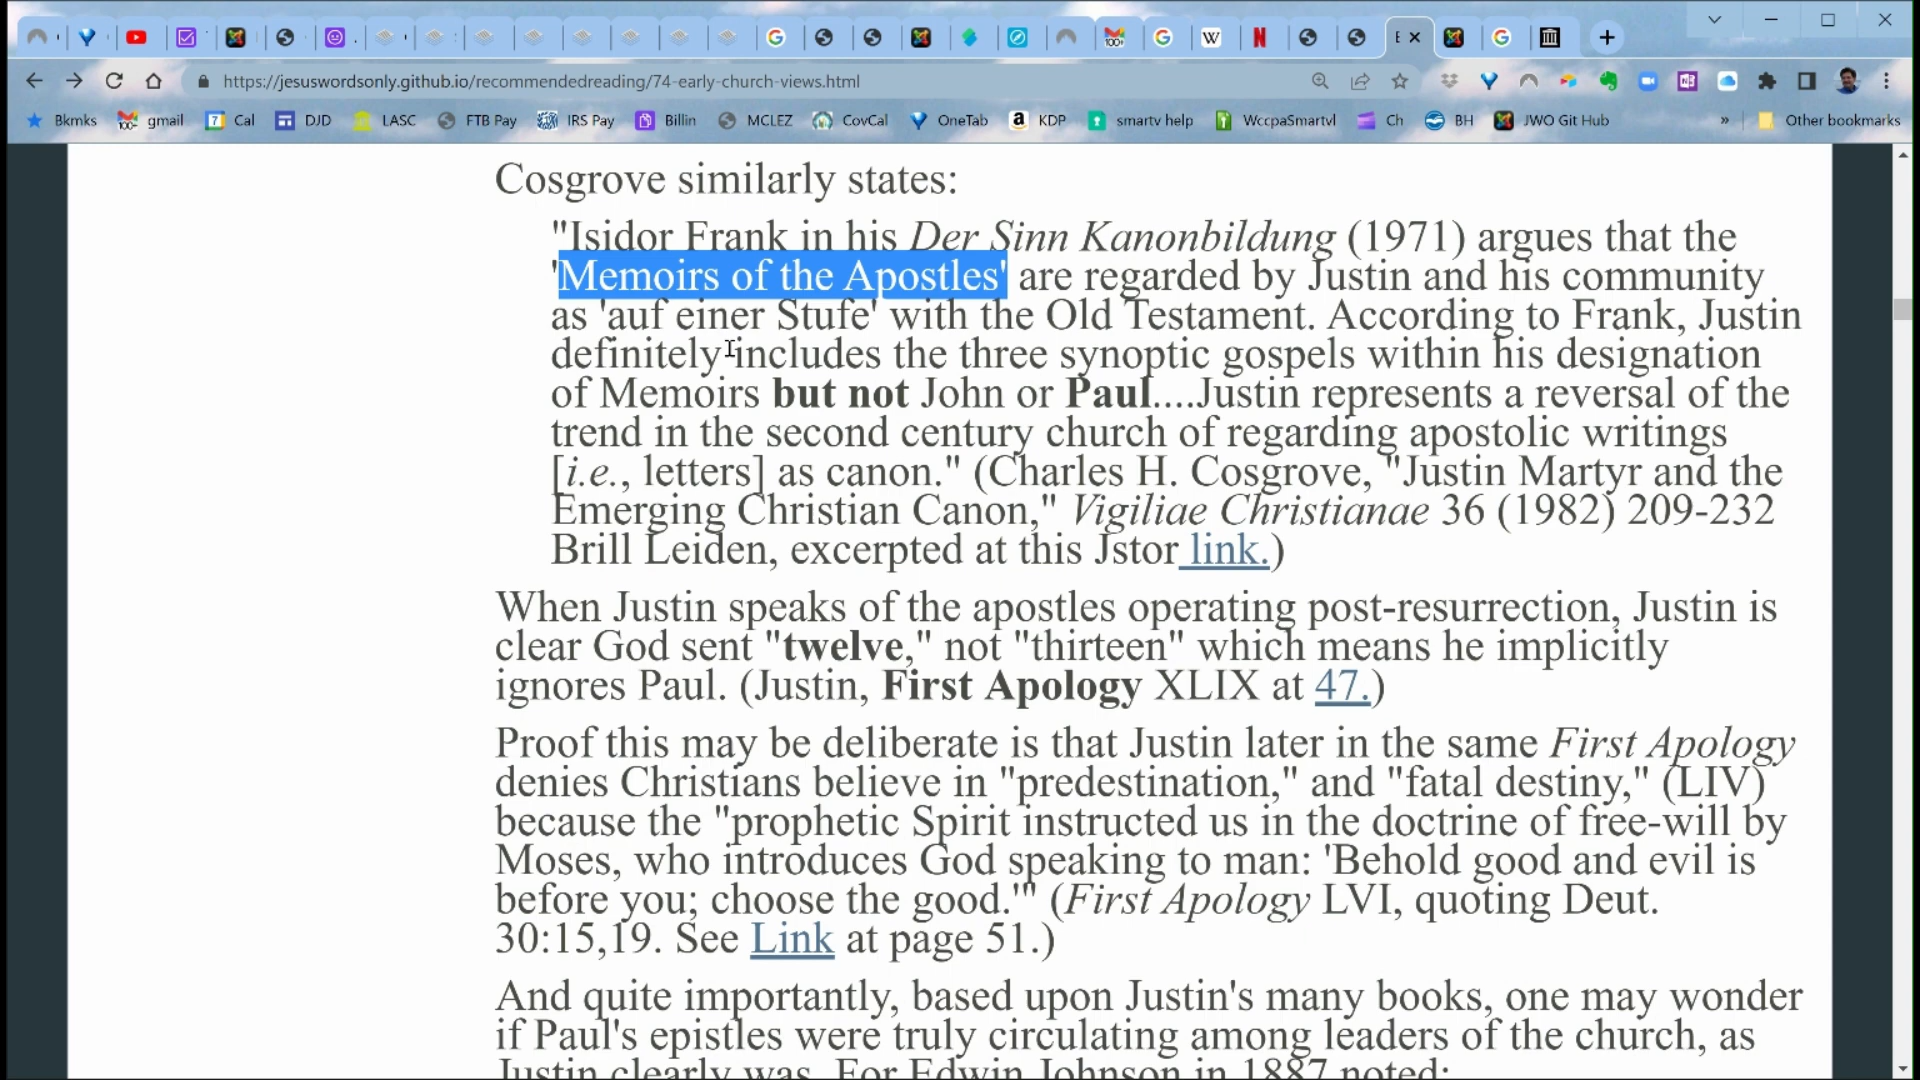 E
https://jesuswordsonly.github.io/recommendedreading/74-early-church-views.html
Bkmks gmail Cal DJD LASC FTB Pay IRS Pay Billin MCLEZ CovCal OneTab KDP smartv help WccpaSmartvl Ch BH JWO Git Hub » Other bookmarks
Cosgrove similarly states:
"Isidor Frank in his Der Sinn Kanonbildung (1971) argues that the
'Memoirs of the Apostles' are regarded by Justin and his community
as 'auf einer Stufe' with the Old Testament. According to Frank, Justin
definitely includes the three synoptic gospels within his designation
of Memoirs but not John or Paul....Justin represents a reversal of the
trend in the second century church of regarding apostolic writings
[i.e., letters] as canon." (Charles H. Cosgrove, "Justin Martyr and the
Emerging Christian Canon," Vigiliae Christianae 36 (1982) 209-232
Brill Leiden, excerpted at this Jstor link.)
When Justin speaks of the apostles operating post-resurrection, Justin is
clear God sent "twelve," not "thirteen" which means he implicitly
ignores Paul. (Justin, First Apology XLIX at 47.)
Proof this may be deliberate is that Justin later in the same First Apology
denies Christians believe in "predestination," and "fatal destiny," (LIV)
because the "prophetic Spirit instructed us in the doctrine of free-will by
Moses, who introduces God speaking to man: 'Behold good and evil is
before you; choose the good.'" (First Apology LVI, quoting Deut.
30:15,19. See Link at page 51.)
And quite importantly, based upon Justin's many books, one may wonder
if Paul's epistles were truly circulating among leaders of the church, as
Justin clearly was. For Edwin Johnson in 1887 noted: